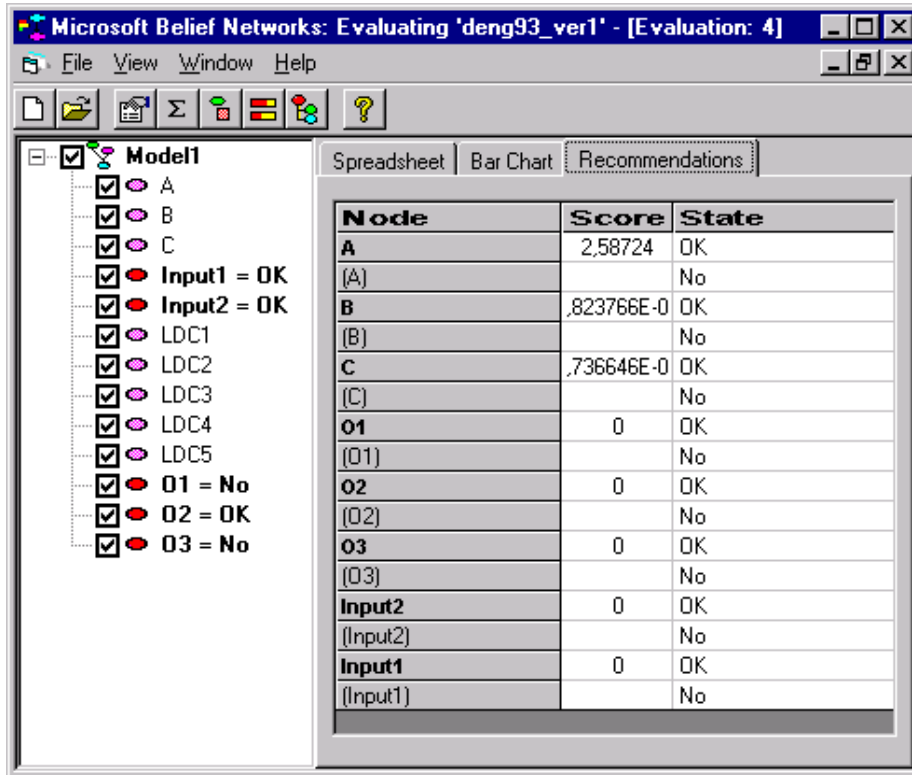 Microsoft Belief Networks: Evaluating 'deng93_ver1' - [Evaluation: 4]
File View Window Help
Model1
A
B
C
Input1 = OK
Input2 = OK
LDC1
LDC2
LDC3
LDC4
LDC5
O1 = No
O2 = OK
O3 = No
Spreadsheet Bar Chart Recommendations
Node Score State
A 2,58724 OK
(A) No
B ,823766E-0 OK
(B) No
C ,736646E-0 OK
(C) No
O1 0 OK
(O1) No
O2 0 OK
(O2) No
O3 0 OK
(O3) No
Input2 0 OK
(Input2) No
Input1 0 OK
(Input1) No